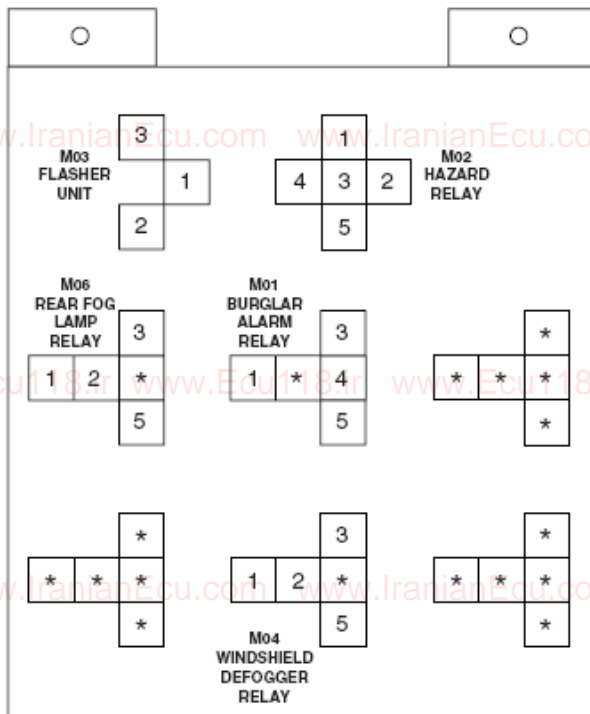 3
M03
FLASHER
UNIT
1
2
1
4 3 2
5
M02
HAZARD
RELAY
www.IranianEcu.com
M06
REAR FOG
LAMP
RELAY
3
1 2 *
5
M01
BURGLAR
ALARM
RELAY
3
1 * 4
5
*
* * *
*
www.Ecu118.ir
*
* * *
*
3
1 2 *
5
M04
WINDSHIELD
DEFOGGER
RELAY
*
* * *
*
www.IranianEcu.com